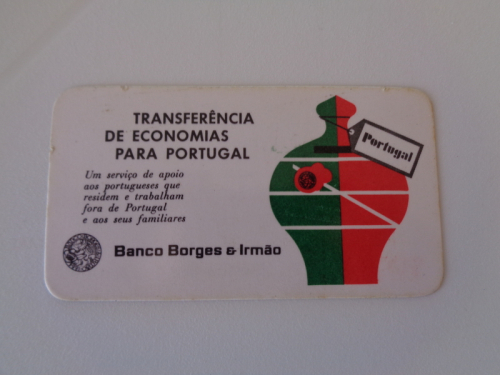 TRANSFERÊNCIA
DE ECONOMIAS
PARA PORTUGAL
Um serviço de apoio
aos portugueses que
residem e trabalham
fora de Portugal
e aos seus familiares
Banco Borges & Irmão
Portugal